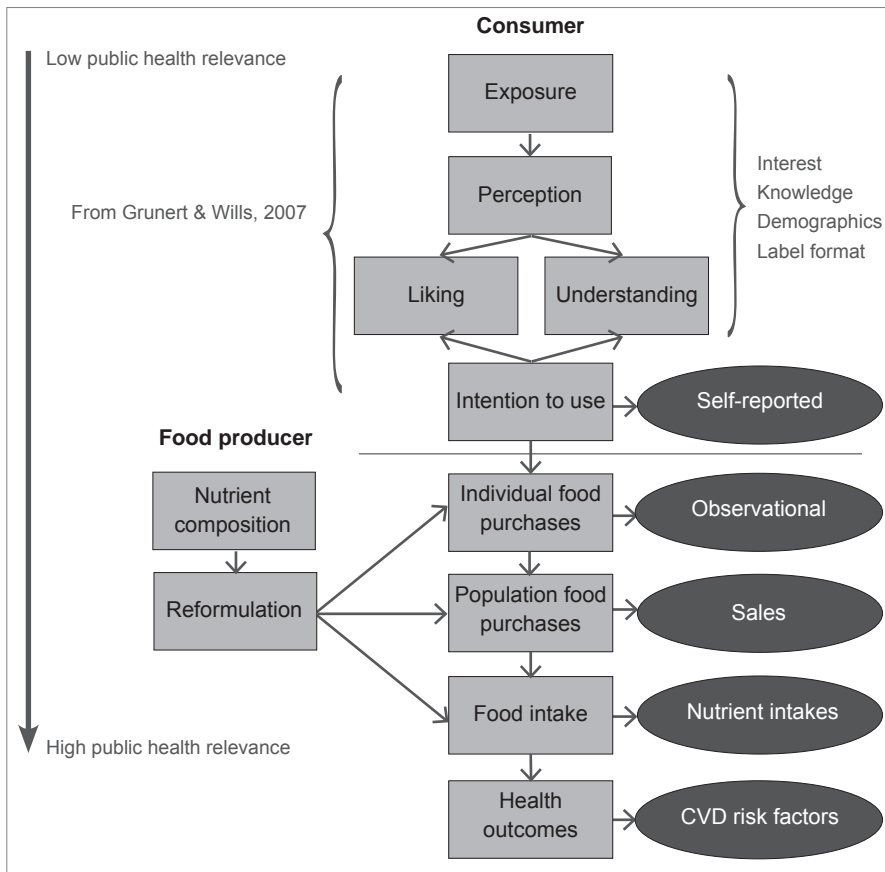 Consumer
Low public health relevance
Exposure
Perception
From Grunert & Wills, 2007
Interest
Knowledge
Demographics
Label format
Liking
Understanding
Intention to use
Self-reported
Food producer
Nutrient
composition
Individual food
purchases
Observational
Reformulation
Population food
purchases
Sales
Food intake
Nutrient intakes
High public health relevance
Health
outcomes
CVD risk factors